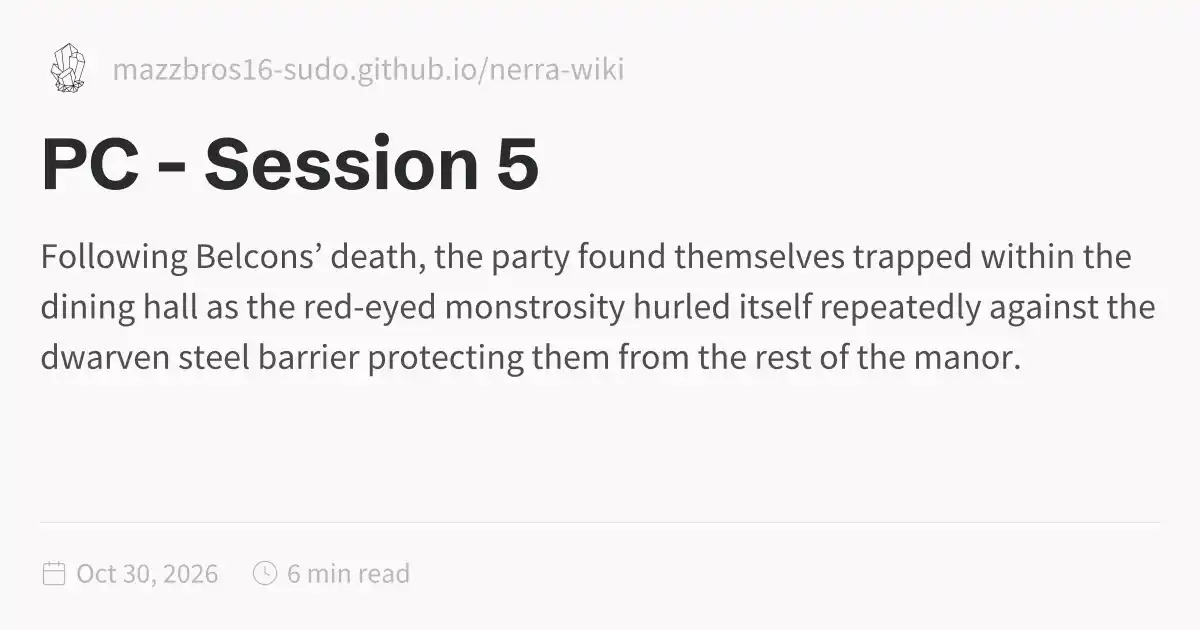 mazzbros16-sudo.github.io/nerra-wiki
PC - Session 5
Following Belcons’ death, the party found themselves trapped within the
dining hall as the red-eyed monstrosity hurled itself repeatedly against the
dwarven steel barrier protecting them from the rest of the manor.
Oct 30, 2026 6 min read